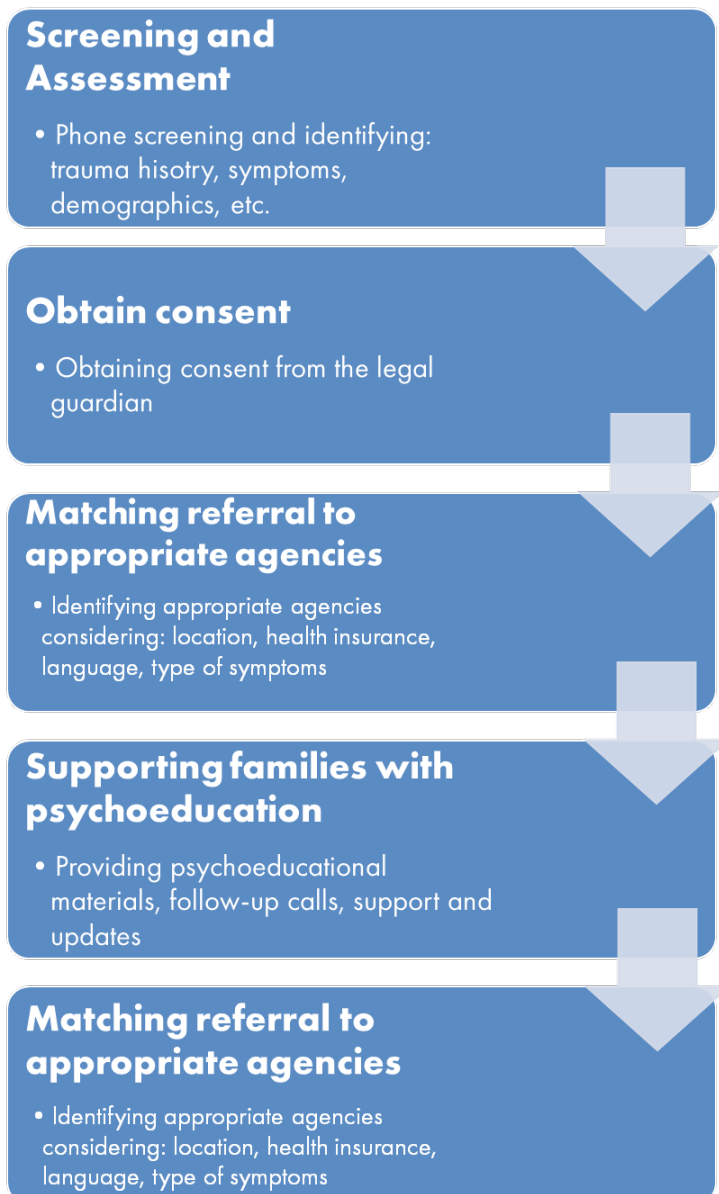 Screening and
Assessment
• Phone screening and identifying:
trauma hisotry, symptoms,
demographics, etc.
Obtain consent
• Obtaining consent from the legal
guardian
Matching referral to
appropriate agencies
• Identifying appropriate agencies
considering: location, health insurance,
language, type of symptoms
Supporting families with
psychoeducation
• Providing psychoeducational
materials, follow-up calls, support and
updates
Matching referral to
appropriate agencies
• Identifying appropriate agencies
considering: location, health insurance,
language, type of symptoms